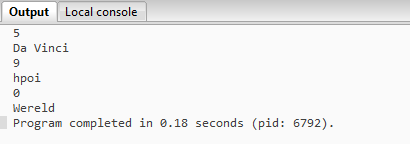 Output Local console
5
Da Vinci
9
hpoi
0
Wereld
Program completed in 0.18 seconds (pid: 6792).